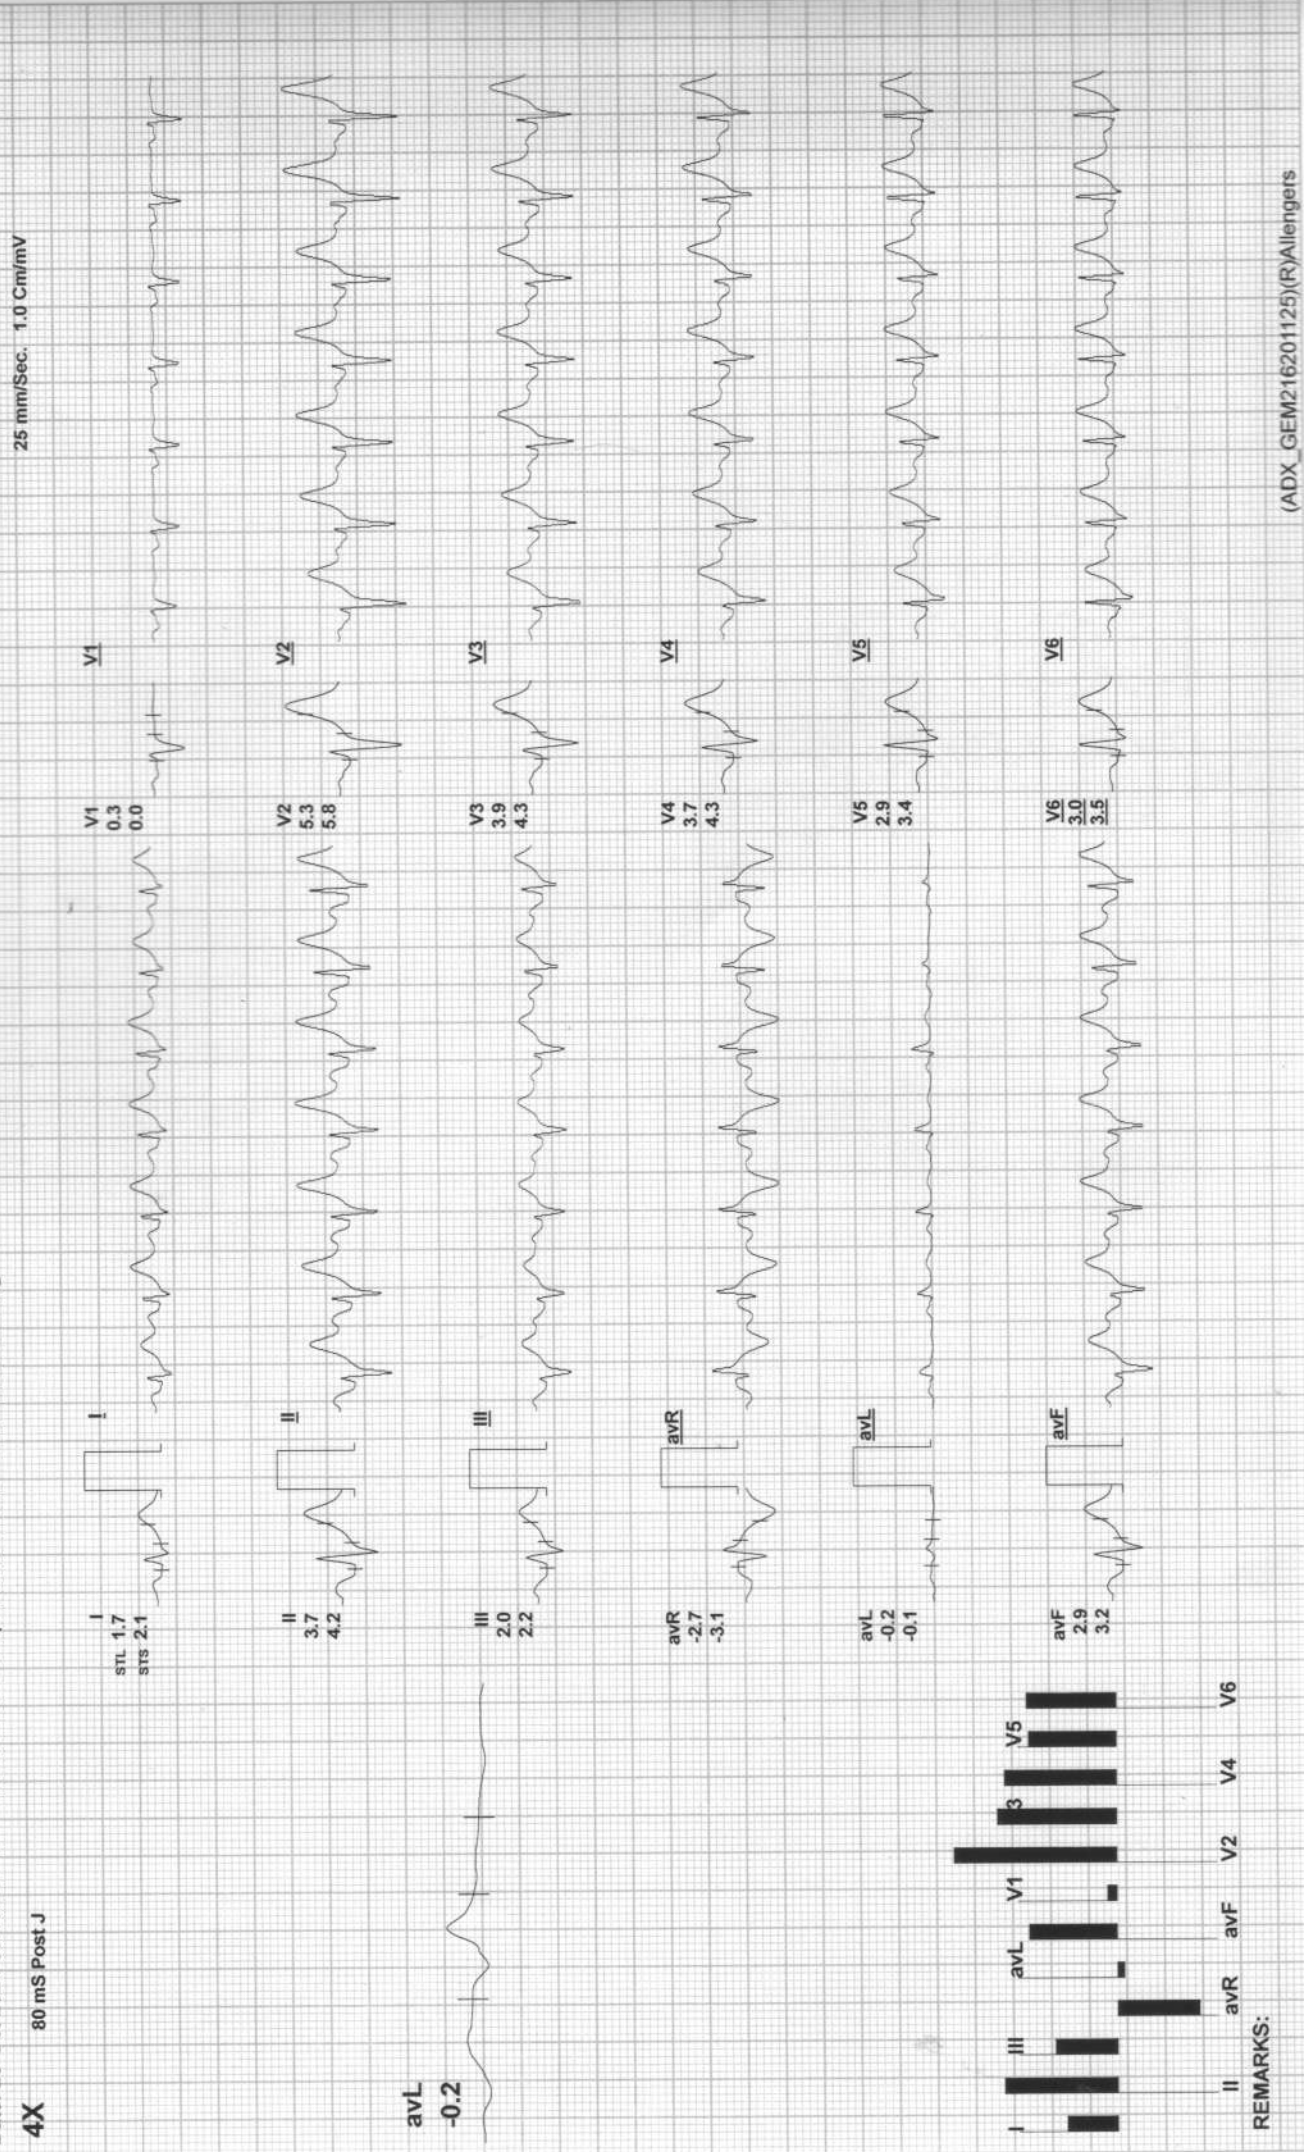 4X
80 mS Post J
25 mm/Sec.   1.0 Cm/mV
avL
-0.2
I
STL 1.7
STS 2.1
I
V1
0.3
0.0
V1
II
3.7
4.2
II
V2
5.3
5.8
V2
III
2.0
2.2
III
V3
3.9
4.3
V3
avR
-2.7
-3.1
avR
V4
3.7
4.3
V4
avL
-0.2
-0.1
avL
V5
2.9
3.4
V5
avF
2.9
3.2
avF
V6
3.0
3.5
V6
I III avL V1 3 V5
II avR avF V2 V4 V6
REMARKS:
(ADX_GEM216201125)(R)Allengers